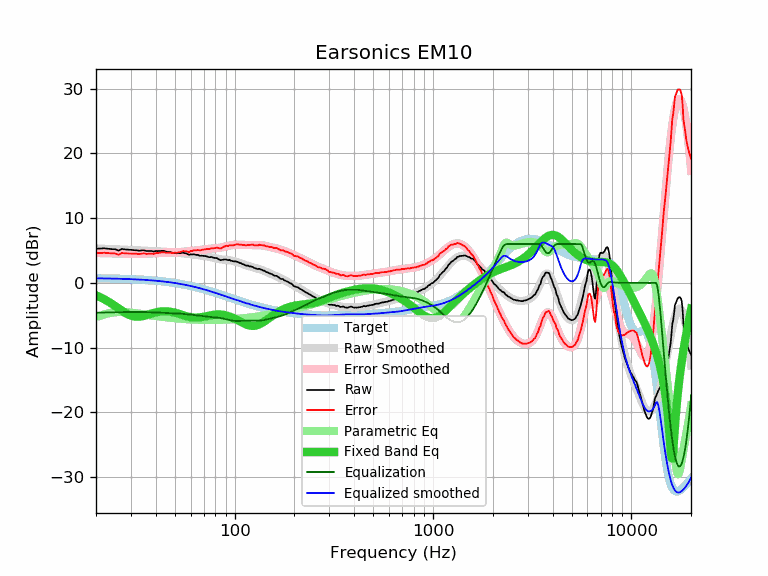 Earsonics EM10
Amplitude (dBr)
30
20
10
0
−10
−20
−30
Target
Raw Smoothed
Error Smoothed
Raw
Error
Parametric Eq
Fixed Band Eq
Equalization
Equalized smoothed
100 1000 10000
Frequency (Hz)